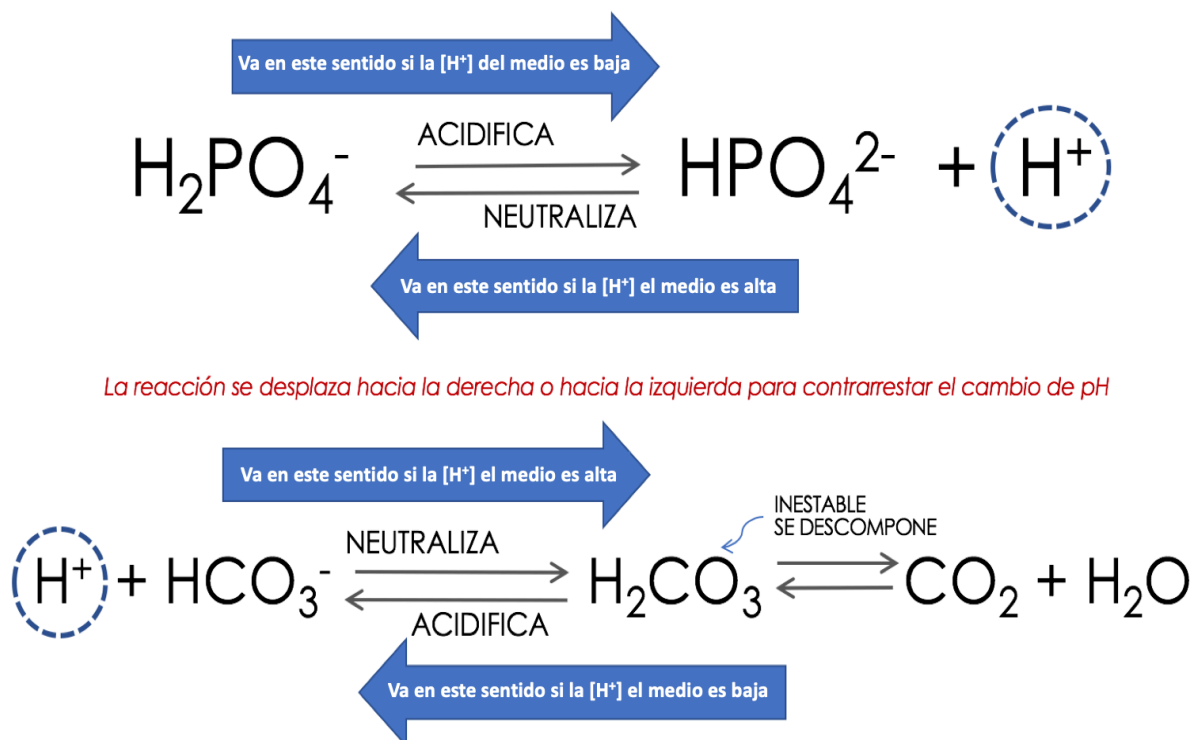 Va en este sentido si la [H⁺] del medio es baja
ACIDIFICA
H₂PO₄⁻ HPO₄²⁻ + H⁺
NEUTRALIZA
Va en este sentido si la [H⁺] el medio es alta
La reacción se desplaza hacia la derecha o hacia la izquierda para contrarrestar el cambio de pH
Va en este sentido si la [H⁺] el medio es alta
INESTABLE
SE DESCOMPONE
NEUTRALIZA
H⁺ + HCO₃⁻ H₂CO₃ CO₂ + H₂O
ACIDIFICA
Va en este sentido si la [H⁺] el medio es baja